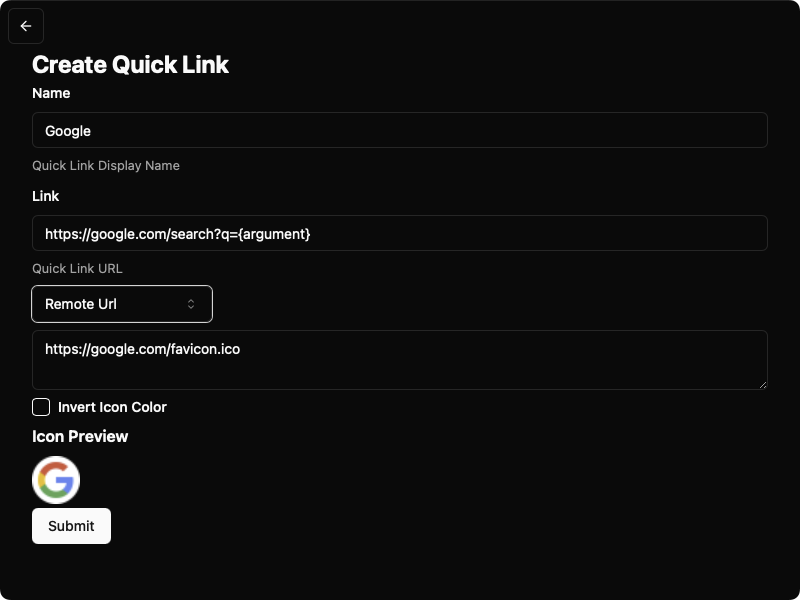 Create Quick Link
Name
Google
Quick Link Display Name
Link
https://google.com/search?q={argument}
Quick Link URL
Remote Url
https://google.com/favicon.ico
Invert Icon Color
Icon Preview
G
Submit